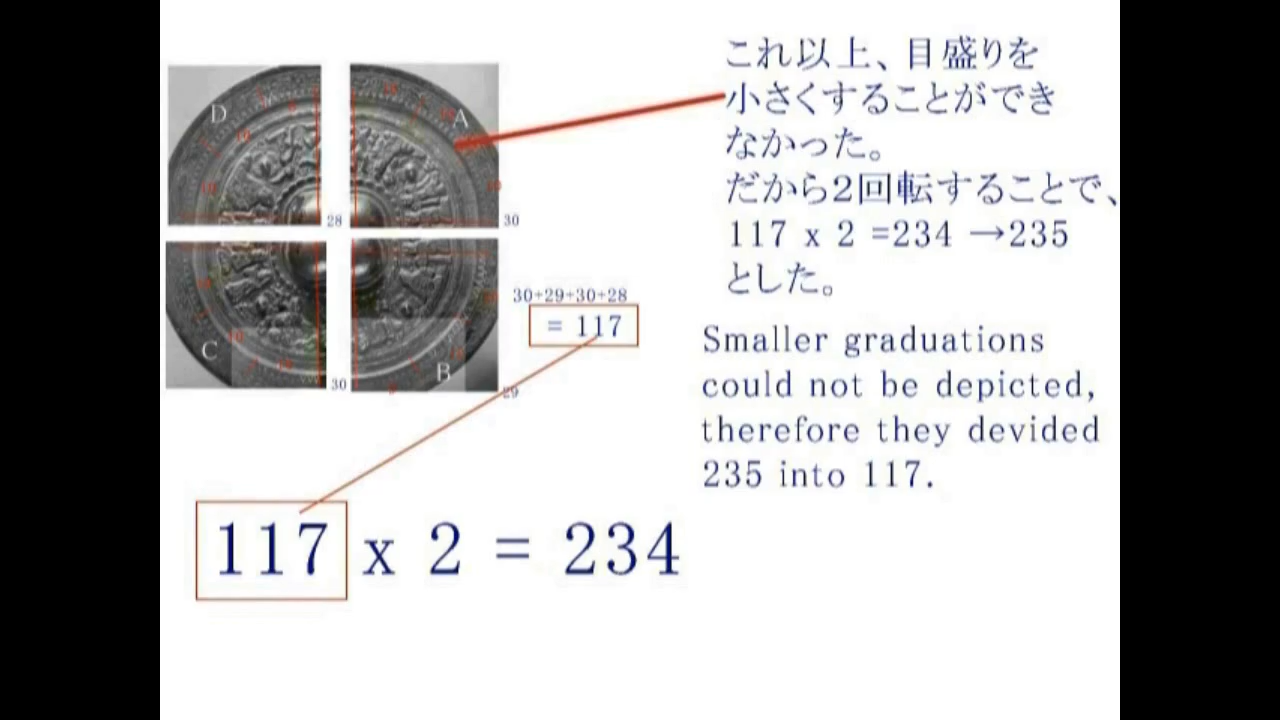 これ以上、目盛りを
小さくすることができ
なかった。
だから２回転することで、
117 x 2 =234 →235
とした。
D
A
10
10
28
30
30+29+30+28
= 117
C
B
10
30
29
Smaller graduations
could not be depicted,
therefore they devided
235 into 117.
117 x 2 = 234